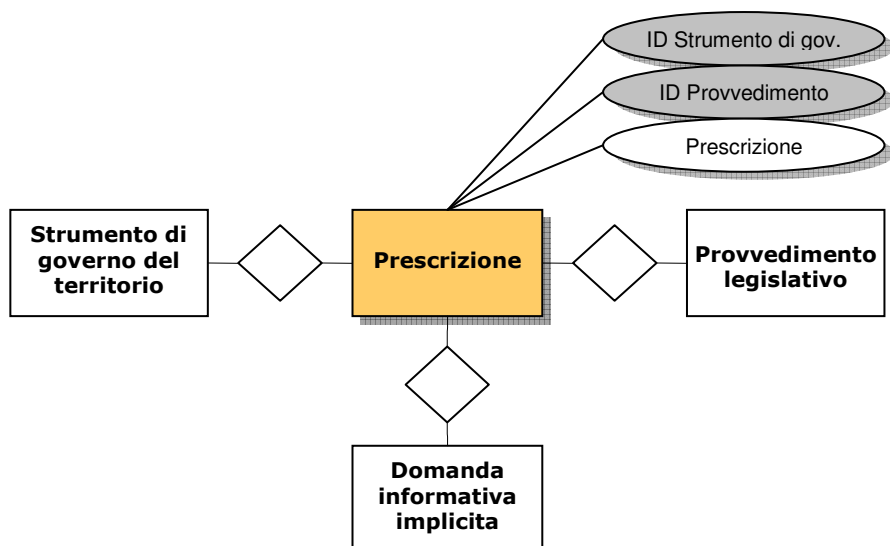 ID Strumento di gov.
ID Provvedimento
Prescrizione
Strumento di
governo del
territorio
Prescrizione
Provvedimento
legislativo
Domanda
informativa
implicita